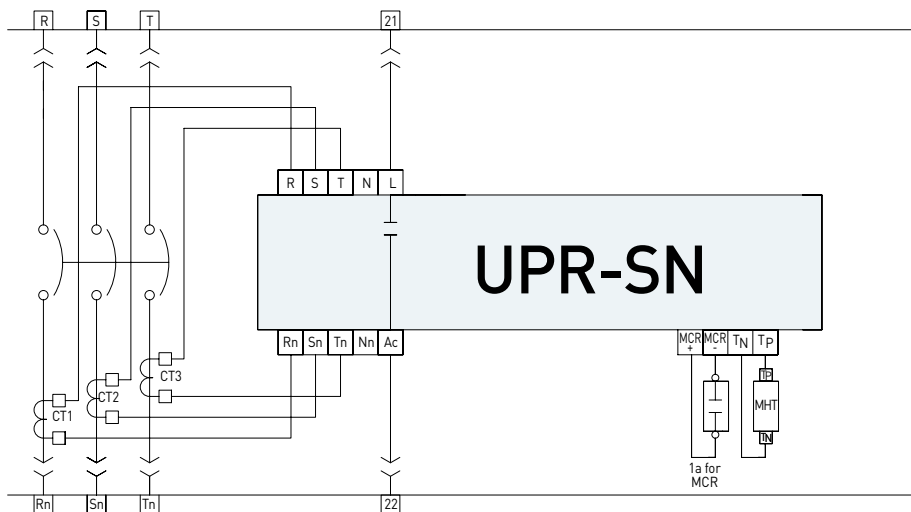 R S T 21
R S T N L
UPR-SN
Rn Sn Tn Nn Ac
MCR + MCR - TN TP
CT3
CT2
CT1
TP
MHT
TN
1a for
MCR
Rn Sn Tn 22